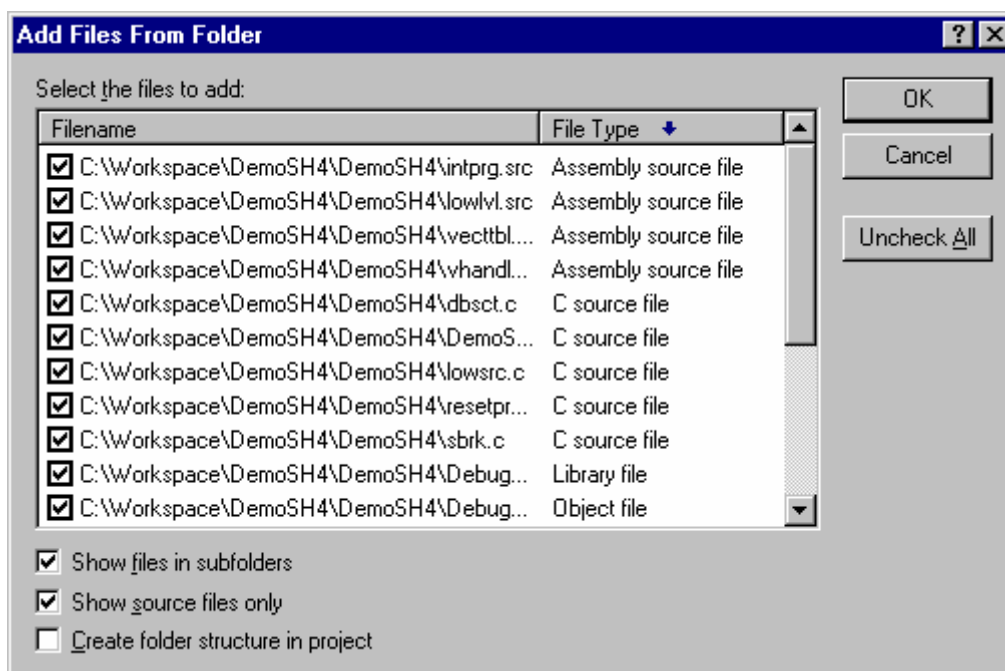 Add Files From Folder
Select the files to add:
Filename File Type
C:\Workspace\DemoSH4\DemoSH4\intprg.src Assembly source file
C:\Workspace\DemoSH4\DemoSH4\lowlvl.src Assembly source file
C:\Workspace\DemoSH4\DemoSH4\vecttbl.... Assembly source file
C:\Workspace\DemoSH4\DemoSH4\vhandl... Assembly source file
C:\Workspace\DemoSH4\DemoSH4\dbsct.c C source file
C:\Workspace\DemoSH4\DemoSH4\DemoS... C source file
C:\Workspace\DemoSH4\DemoSH4\lowsrc.c C source file
C:\Workspace\DemoSH4\DemoSH4\resetpr... C source file
C:\Workspace\DemoSH4\DemoSH4\sbrk.c C source file
C:\Workspace\DemoSH4\DemoSH4\Debug... Library file
C:\Workspace\DemoSH4\DemoSH4\Debug... Object file
Show files in subfolders
Show source files only
Create folder structure in project
OK
Cancel
Uncheck All